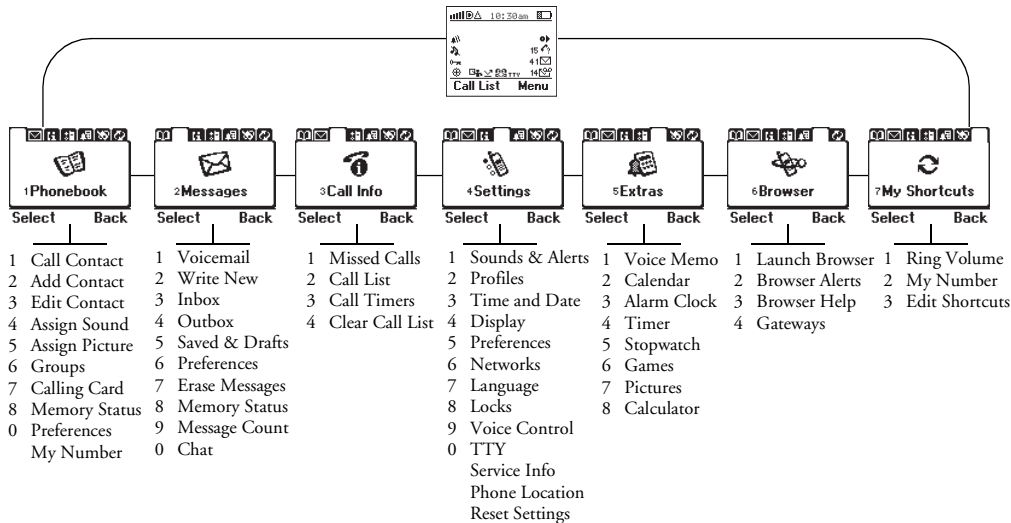 10:30am
15
41
TTY 14
Call List Menu
1Phonebook
Select Back
1 Call Contact
2 Add Contact
3 Edit Contact
4 Assign Sound
5 Assign Picture
6 Groups
7 Calling Card
8 Memory Status
0 Preferences
My Number
2Messages
Select Back
1 Voicemail
2 Write New
3 Inbox
4 Outbox
5 Saved & Drafts
6 Preferences
7 Erase Messages
8 Memory Status
9 Message Count
0 Chat
3Call Info
Select Back
1 Missed Calls
2 Call List
3 Call Timers
4 Clear Call List
4Settings
Select Back
1 Sounds & Alerts
2 Profiles
3 Time and Date
4 Display
5 Preferences
6 Networks
7 Language
8 Locks
9 Voice Control
0 TTY
Service Info
Phone Location
Reset Settings
5Extras
Select Back
1 Voice Memo
2 Calendar
3 Alarm Clock
4 Timer
5 Stopwatch
6 Games
7 Pictures
8 Calculator
6Browser
Select Back
1 Launch Browser
2 Browser Alerts
3 Browser Help
4 Gateways
7My Shortcuts
Select Back
1 Ring Volume
2 My Number
3 Edit Shortcuts